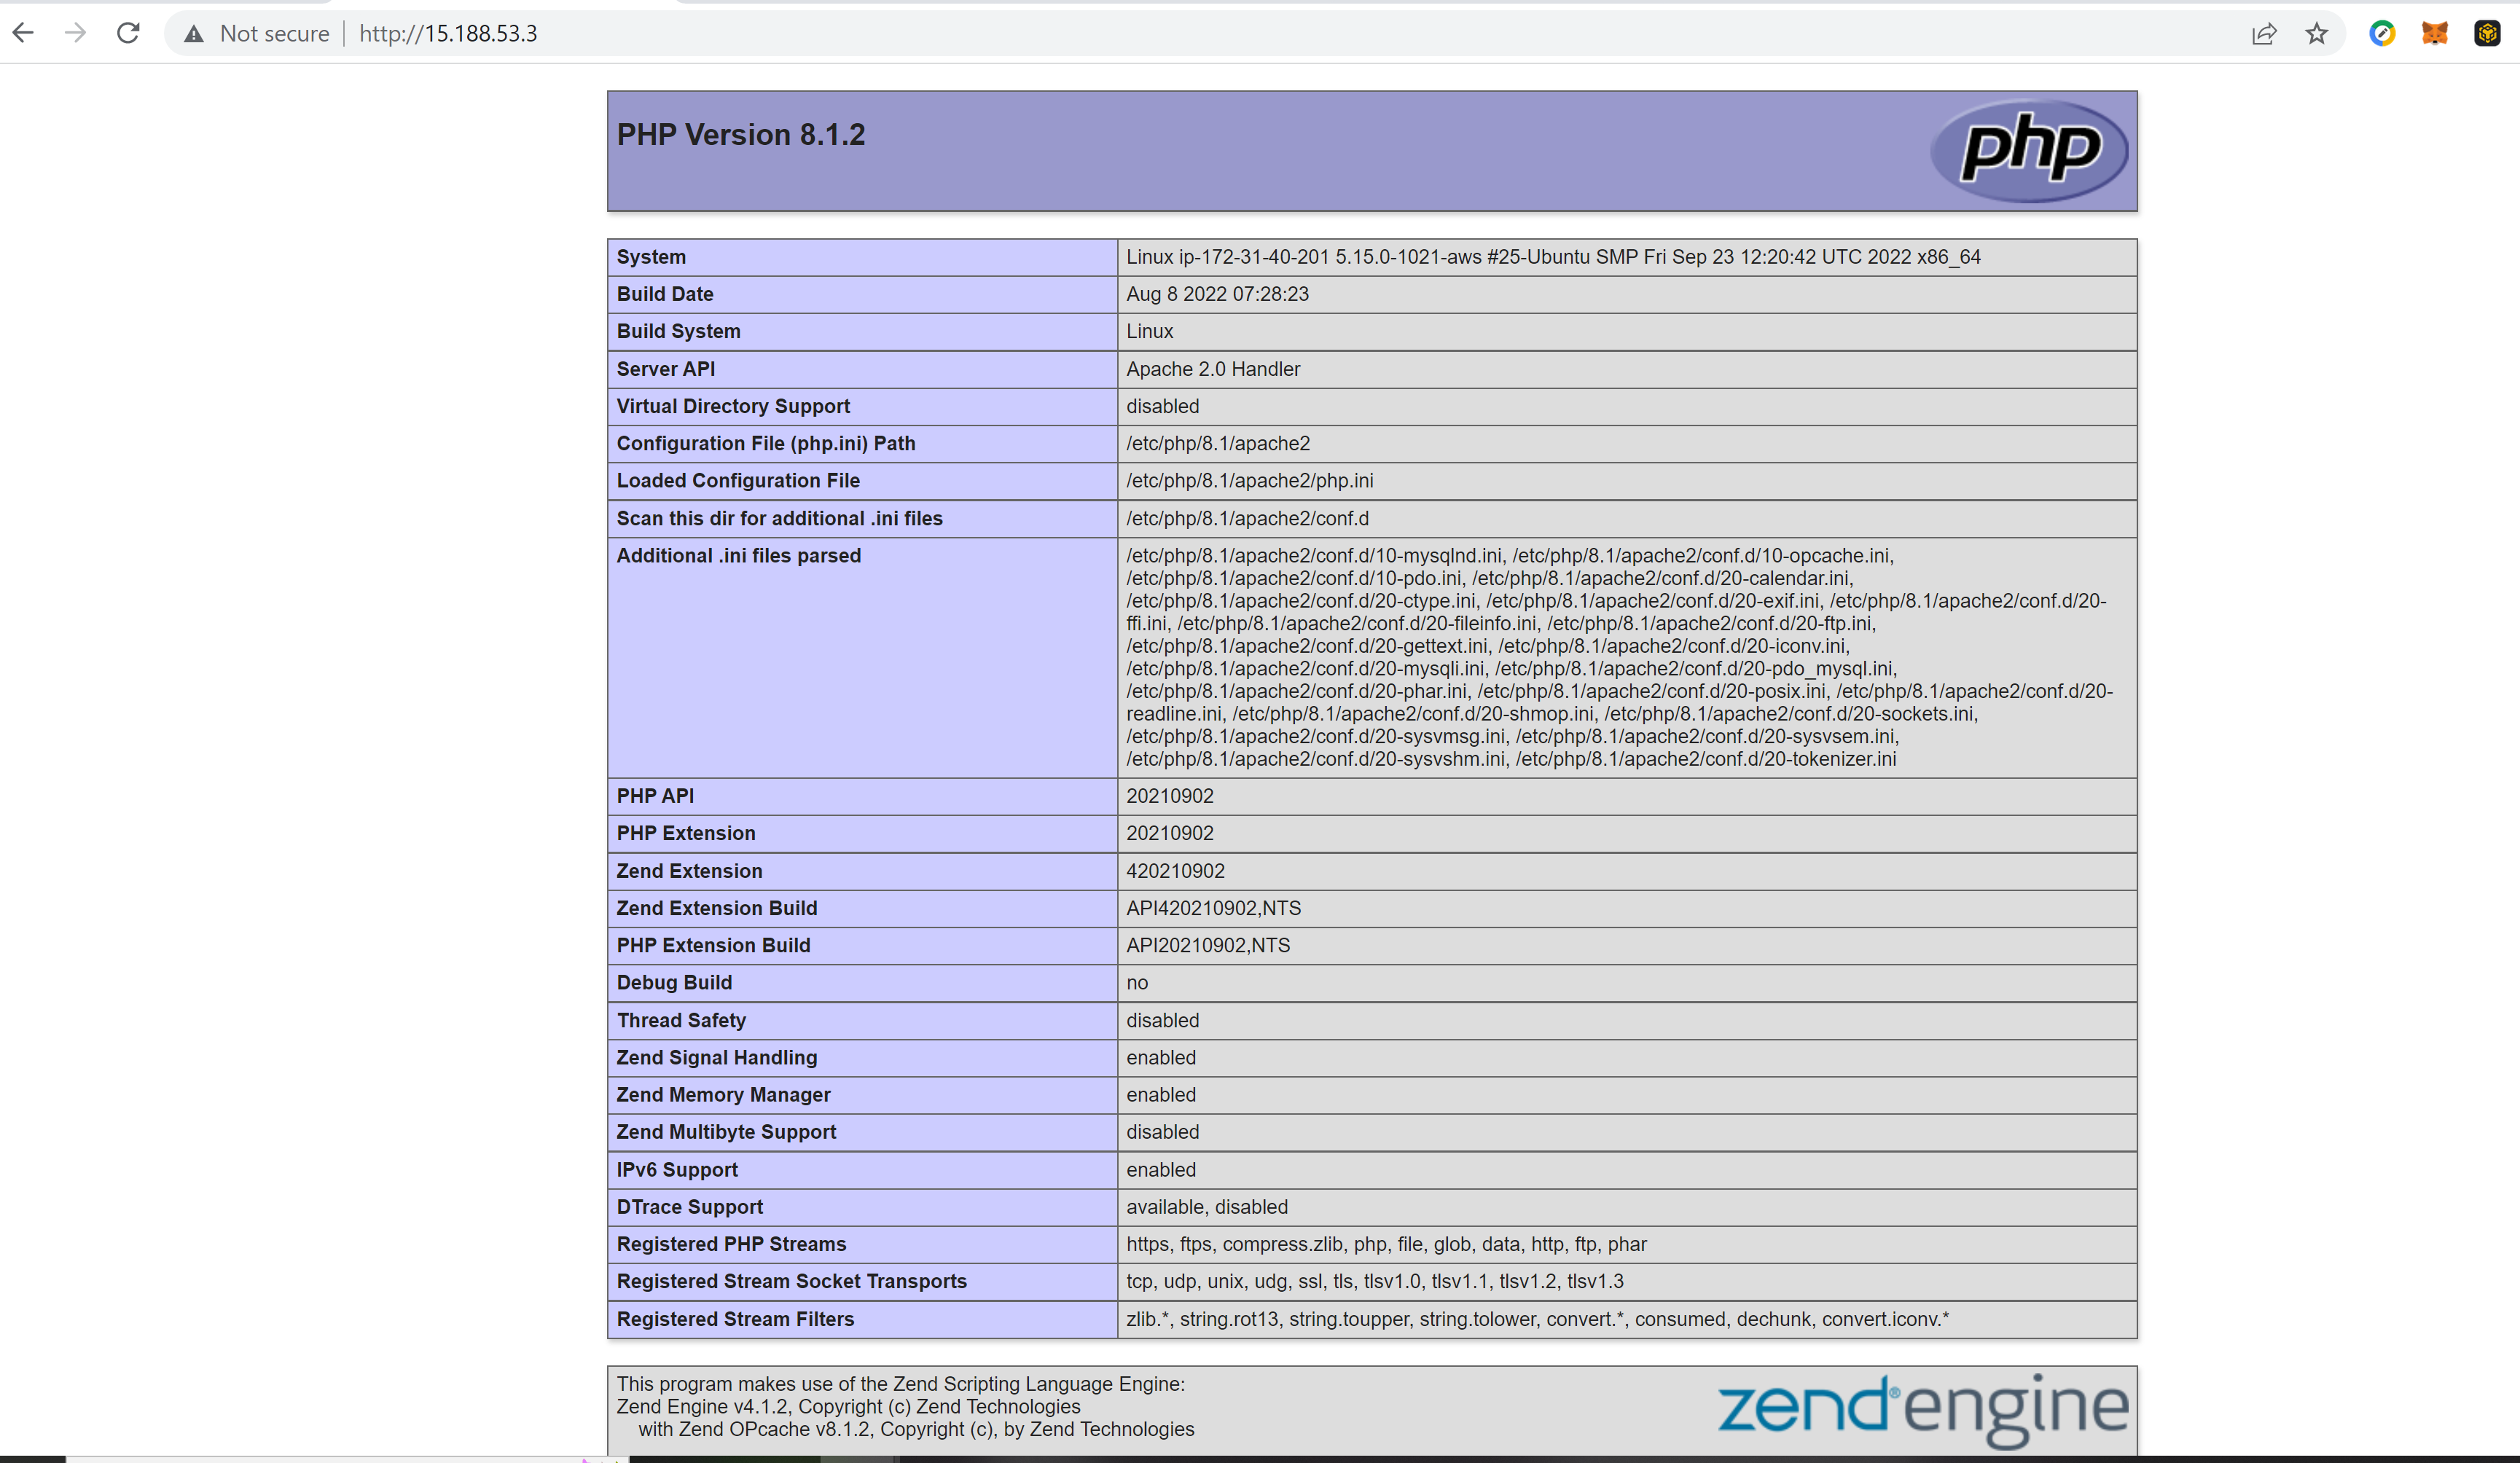 Not secure | http://15.188.53.3
PHP Version 8.1.2
php
System Linux ip-172-31-40-201 5.15.0-1021-aws #25-Ubuntu SMP Fri Sep 23 12:20:42 UTC 2022 x86_64
Build Date Aug 8 2022 07:28:23
Build System Linux
Server API Apache 2.0 Handler
Virtual Directory Support disabled
Configuration File (php.ini) Path /etc/php/8.1/apache2
Loaded Configuration File /etc/php/8.1/apache2/php.ini
Scan this dir for additional .ini files /etc/php/8.1/apache2/conf.d
Additional .ini files parsed /etc/php/8.1/apache2/conf.d/10-mysqlnd.ini, /etc/php/8.1/apache2/conf.d/10-opcache.ini,
/etc/php/8.1/apache2/conf.d/10-pdo.ini, /etc/php/8.1/apache2/conf.d/20-calendar.ini,
/etc/php/8.1/apache2/conf.d/20-ctype.ini, /etc/php/8.1/apache2/conf.d/20-exif.ini, /etc/php/8.1/apache2/conf.d/20-
ffi.ini, /etc/php/8.1/apache2/conf.d/20-fileinfo.ini, /etc/php/8.1/apache2/conf.d/20-ftp.ini,
/etc/php/8.1/apache2/conf.d/20-gettext.ini, /etc/php/8.1/apache2/conf.d/20-iconv.ini,
/etc/php/8.1/apache2/conf.d/20-mysqli.ini, /etc/php/8.1/apache2/conf.d/20-pdo_mysql.ini,
/etc/php/8.1/apache2/conf.d/20-phar.ini, /etc/php/8.1/apache2/conf.d/20-posix.ini, /etc/php/8.1/apache2/conf.d/20-
readline.ini, /etc/php/8.1/apache2/conf.d/20-shmop.ini, /etc/php/8.1/apache2/conf.d/20-sockets.ini,
/etc/php/8.1/apache2/conf.d/20-sysvmsg.ini, /etc/php/8.1/apache2/conf.d/20-sysvsem.ini,
/etc/php/8.1/apache2/conf.d/20-sysvshm.ini, /etc/php/8.1/apache2/conf.d/20-tokenizer.ini
PHP API 20210902
PHP Extension 20210902
Zend Extension 420210902
Zend Extension Build API420210902,NTS
PHP Extension Build API20210902,NTS
Debug Build no
Thread Safety disabled
Zend Signal Handling enabled
Zend Memory Manager enabled
Zend Multibyte Support disabled
IPv6 Support enabled
DTrace Support available, disabled
Registered PHP Streams https, ftps, compress.zlib, php, file, glob, data, http, ftp, phar
Registered Stream Socket Transports tcp, udp, unix, udg, ssl, tls, tlsv1.0, tlsv1.1, tlsv1.2, tlsv1.3
Registered Stream Filters zlib.*, string.rot13, string.toupper, string.tolower, convert.*, consumed, dechunk, convert.iconv.*
This program makes use of the Zend Scripting Language Engine:
Zend Engine v4.1.2, Copyright (c) Zend Technologies
with Zend OPcache v8.1.2, Copyright (c), by Zend Technologies
zend® engine